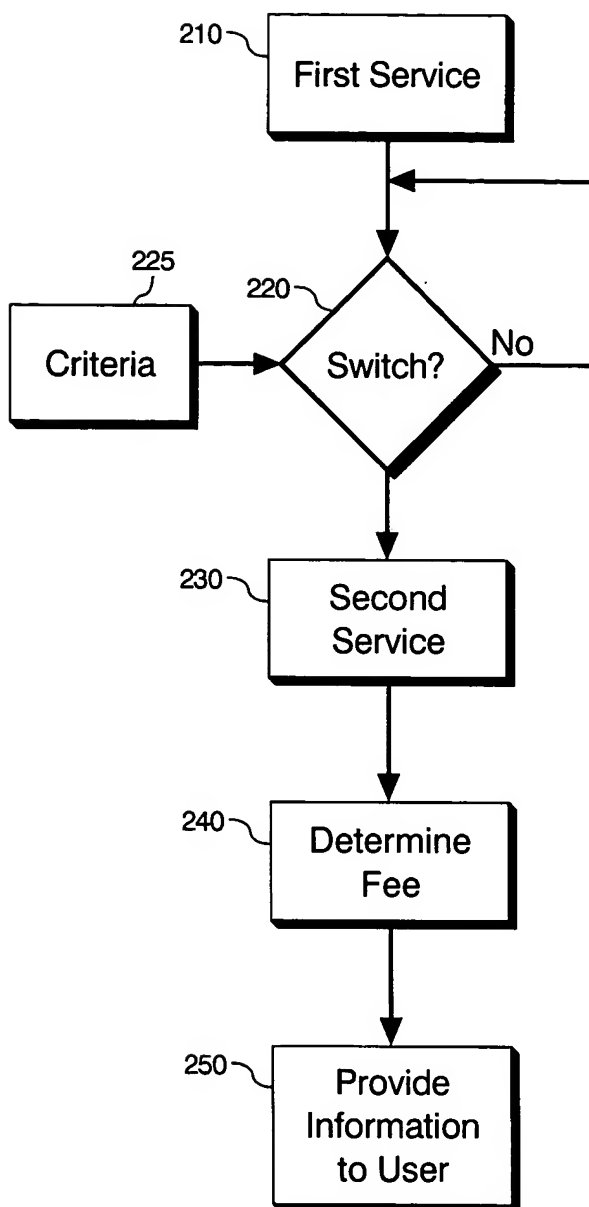 210
First Service
225
220
Criteria
Switch?
No
230
Second
Service
240
Determine
Fee
250
Provide
Information
to User